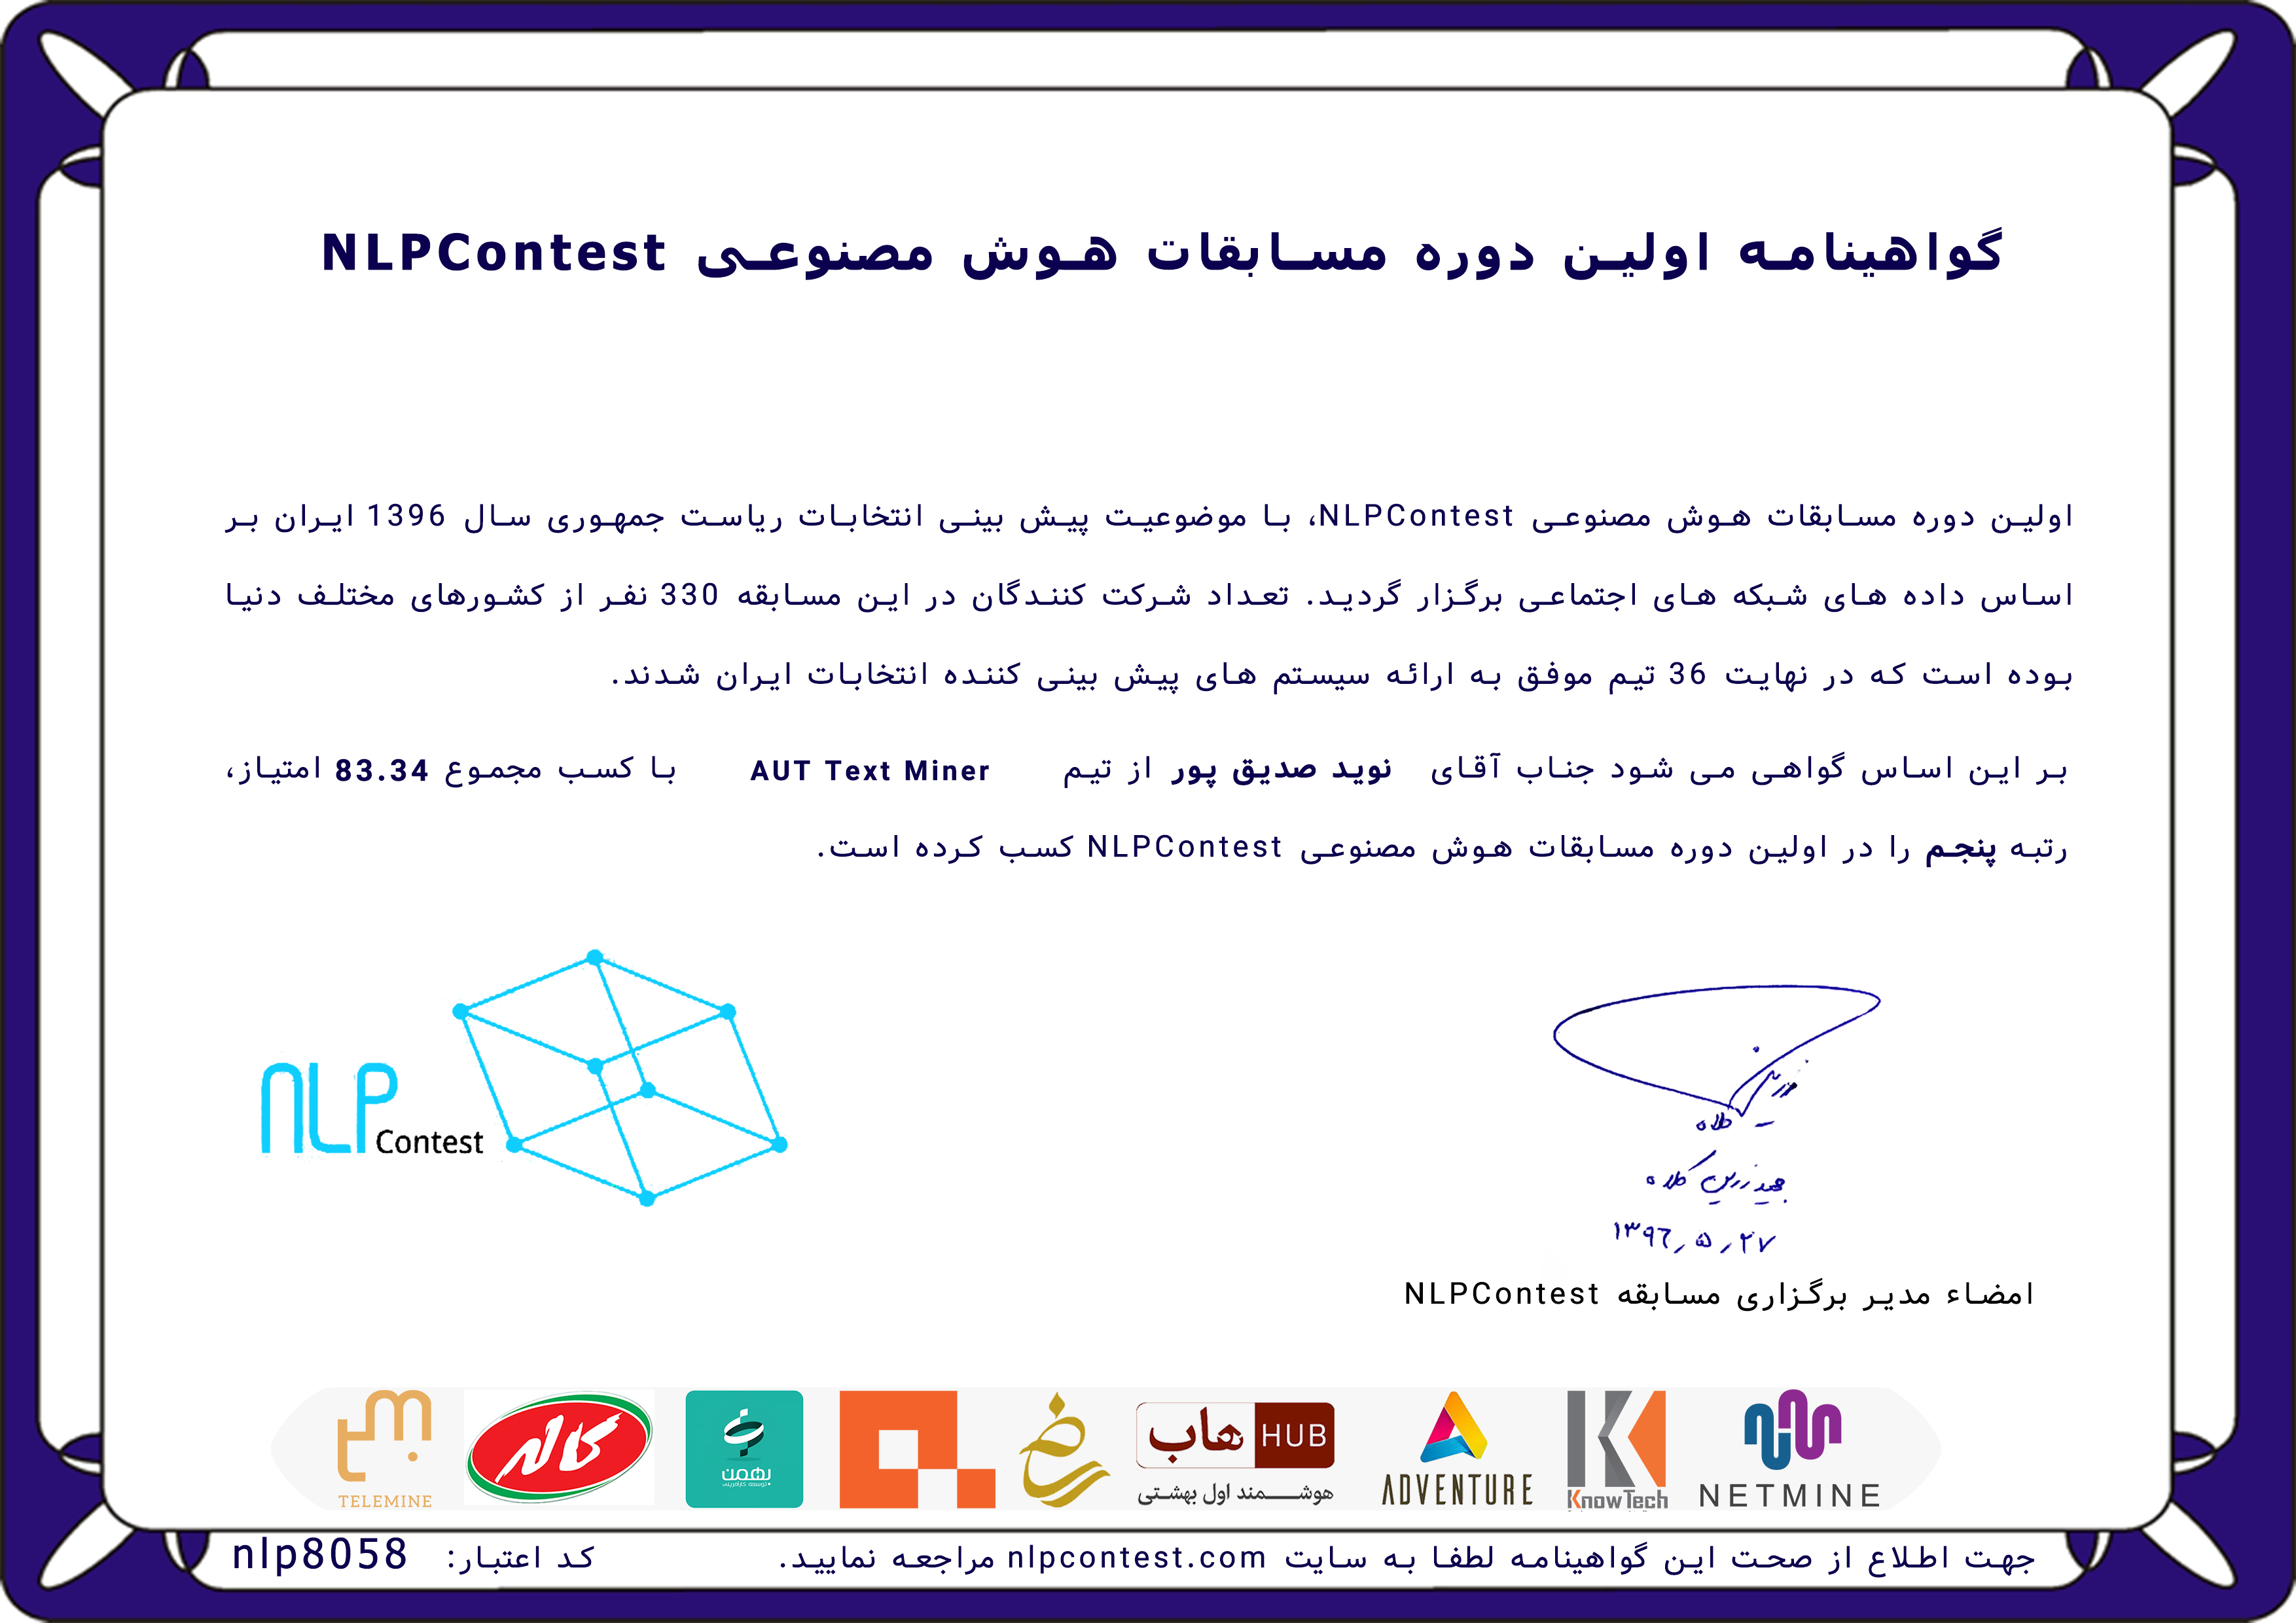 گواهینامه اولین دوره مسابقات هوش مصنوعی NLPContest
اولین دوره مسابقات هوش مصنوعی NLPContest، با موضوعیت پیش بینی انتخابات ریاست جمهوری سال 1396 ایران بر
اساس داده های شبکه های اجتماعی برگزار گردید. تعداد شرکت کنندگان در این مسابقه 330 نفر از کشورهای مختلف دنیا
بوده است که در نهایت 36 تیم موفق به ارائه سیستم های پیش بینی کننده انتخابات ایران شدند.
بر این اساس گواهی می شود جناب آقای نوید صدیق پور از تیم AUT Text Miner با کسب مجموع 83.34 امتیاز،
رتبه پنجم را در اولین دوره مسابقات هوش مصنوعی NLPContest کسب کرده است.
زرین کلاه
زرین کلاه
۱۳۹۶/۵/۲۷
امضاء مدیر برگزاری مسابقه NLPContest
NLP Contest
NETMINE
KnowTech
ADVENTURE
هاب HUB
هوشمند اول بهشتی
بهمن
توسعه کارآفرینی
کاله
TELEMINE
جهت اطلاع از صحت این گواهینامه لطفا به سایت nlpcontest.com مراجعه نمایید.
کد اعتبار: nlp8058